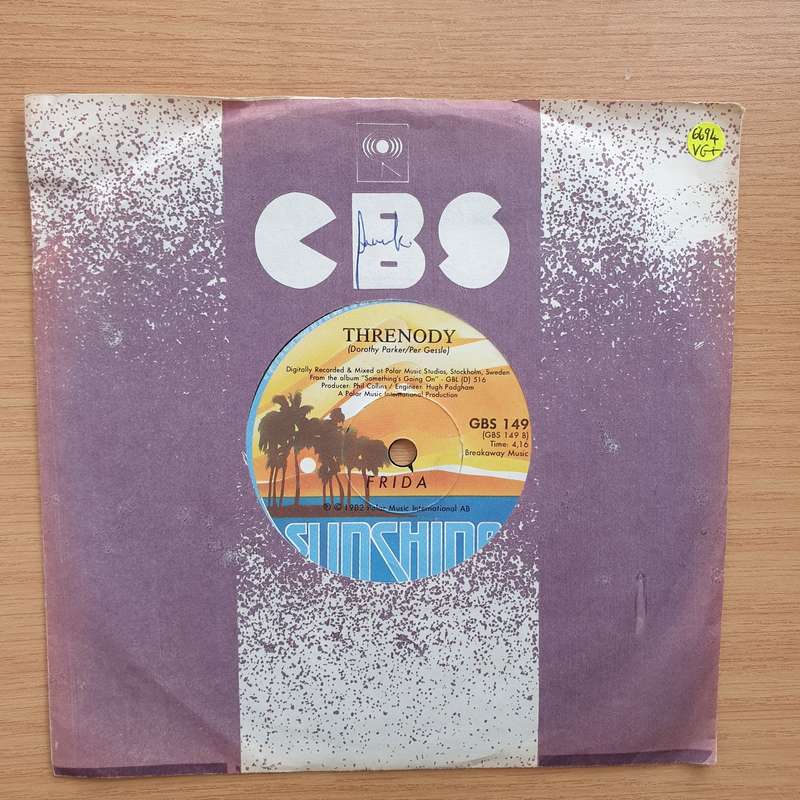 6694
VG+
CBS
THRENODY
(Dorothy Parker/Per Gessle)
Digitally Recorded & Mixed at Polar Music Studios, Stockholm, Sweden
From the album "Something's Going On" - GBL (D) 516
Producer: Phil Collins / Engineer: Hugh Padgham
A Polar Music International Production
GBS 149
(GBS 149 B)
Time: 4,16
Breakaway Music
FRIDA
℗ © 1982 Polar Music International AB
SUNSHINE